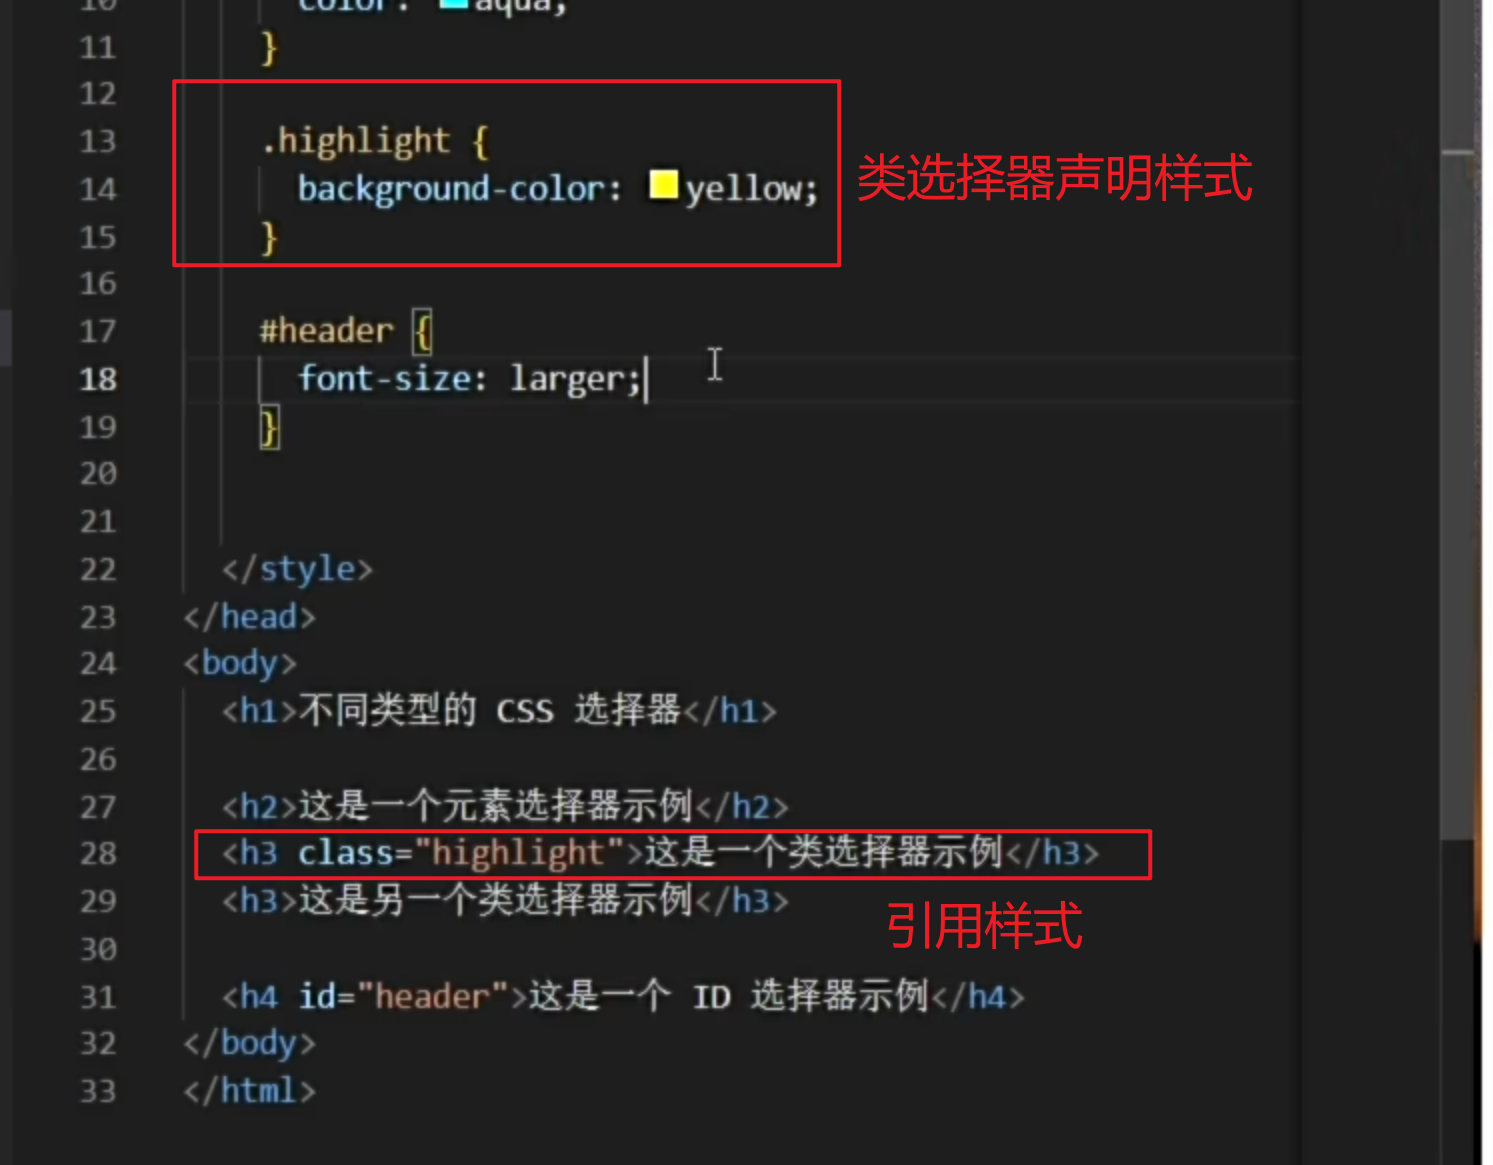 10 color: aqua;
11 }
12
13 .highlight {
14 background-color: yellow;
15 }
类选择器声明样式
16
17 #header {
18 font-size: larger;
19 }
20
21
22 </style>
23 </head>
24 <body>
25 <h1>不同类型的 CSS 选择器</h1>
26
27 <h2>这是一个元素选择器示例</h2>
28 <h3 class="highlight">这是一个类选择器示例</h3>
29 <h3>这是另一个类选择器示例</h3>
引用样式
30
31 <h4 id="header">这是一个 ID 选择器示例</h4>
32 </body>
33 </html>